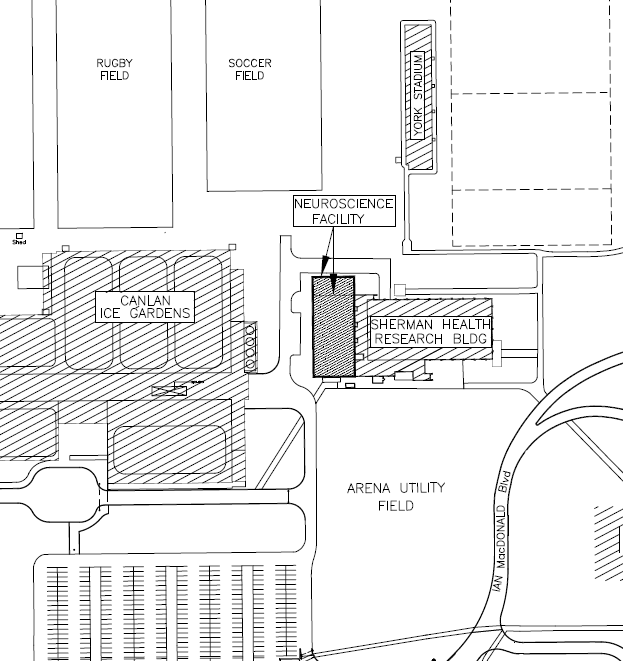 RUGBY
FIELD
SOCCER
FIELD
YORK STADIUM
NEUROSCIENCE
FACILITY
Shed
CANLAN
ICE GARDENS
SHERMAN HEALTH
RESEARCH BLDG
ARENA UTILITY
FIELD
IAN MacDONALD Blvd